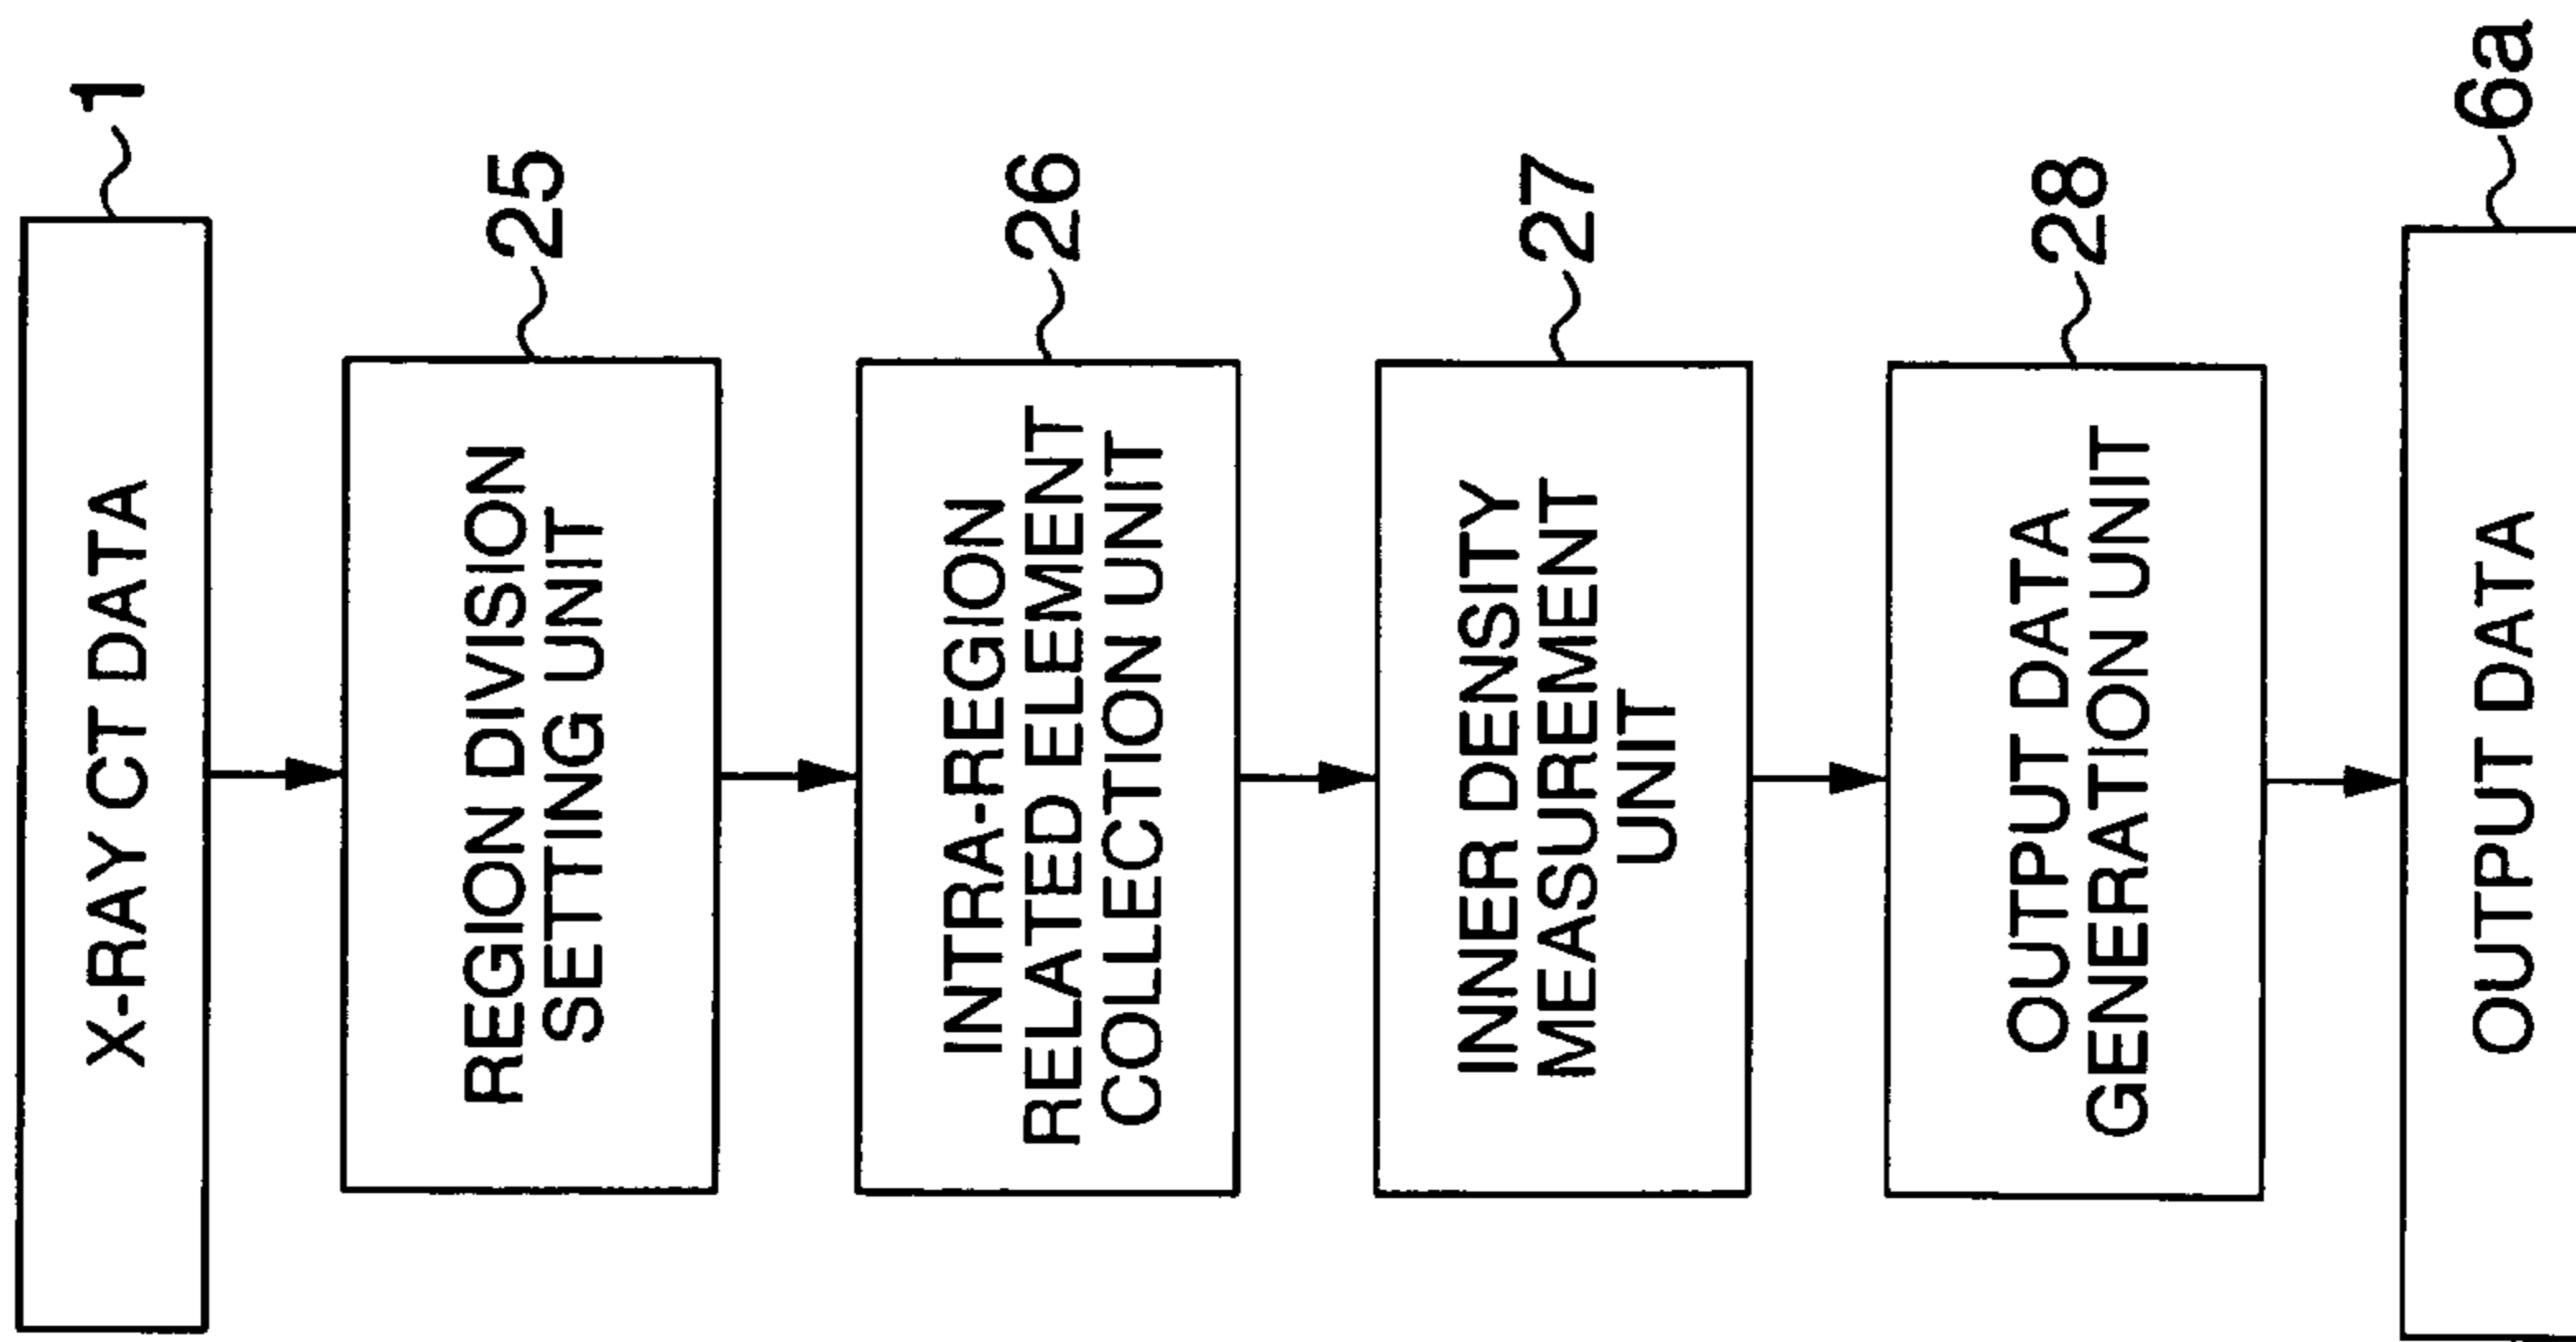 X-RAY CT DATA
1
REGION DIVISION
SETTING UNIT
25
INTRA-REGION
RELATED ELEMENT
COLLECTION UNIT
26
INNER DENSITY
MEASUREMENT
UNIT
27
OUTPUT DATA
GENERATION UNIT
28
OUTPUT DATA
6a